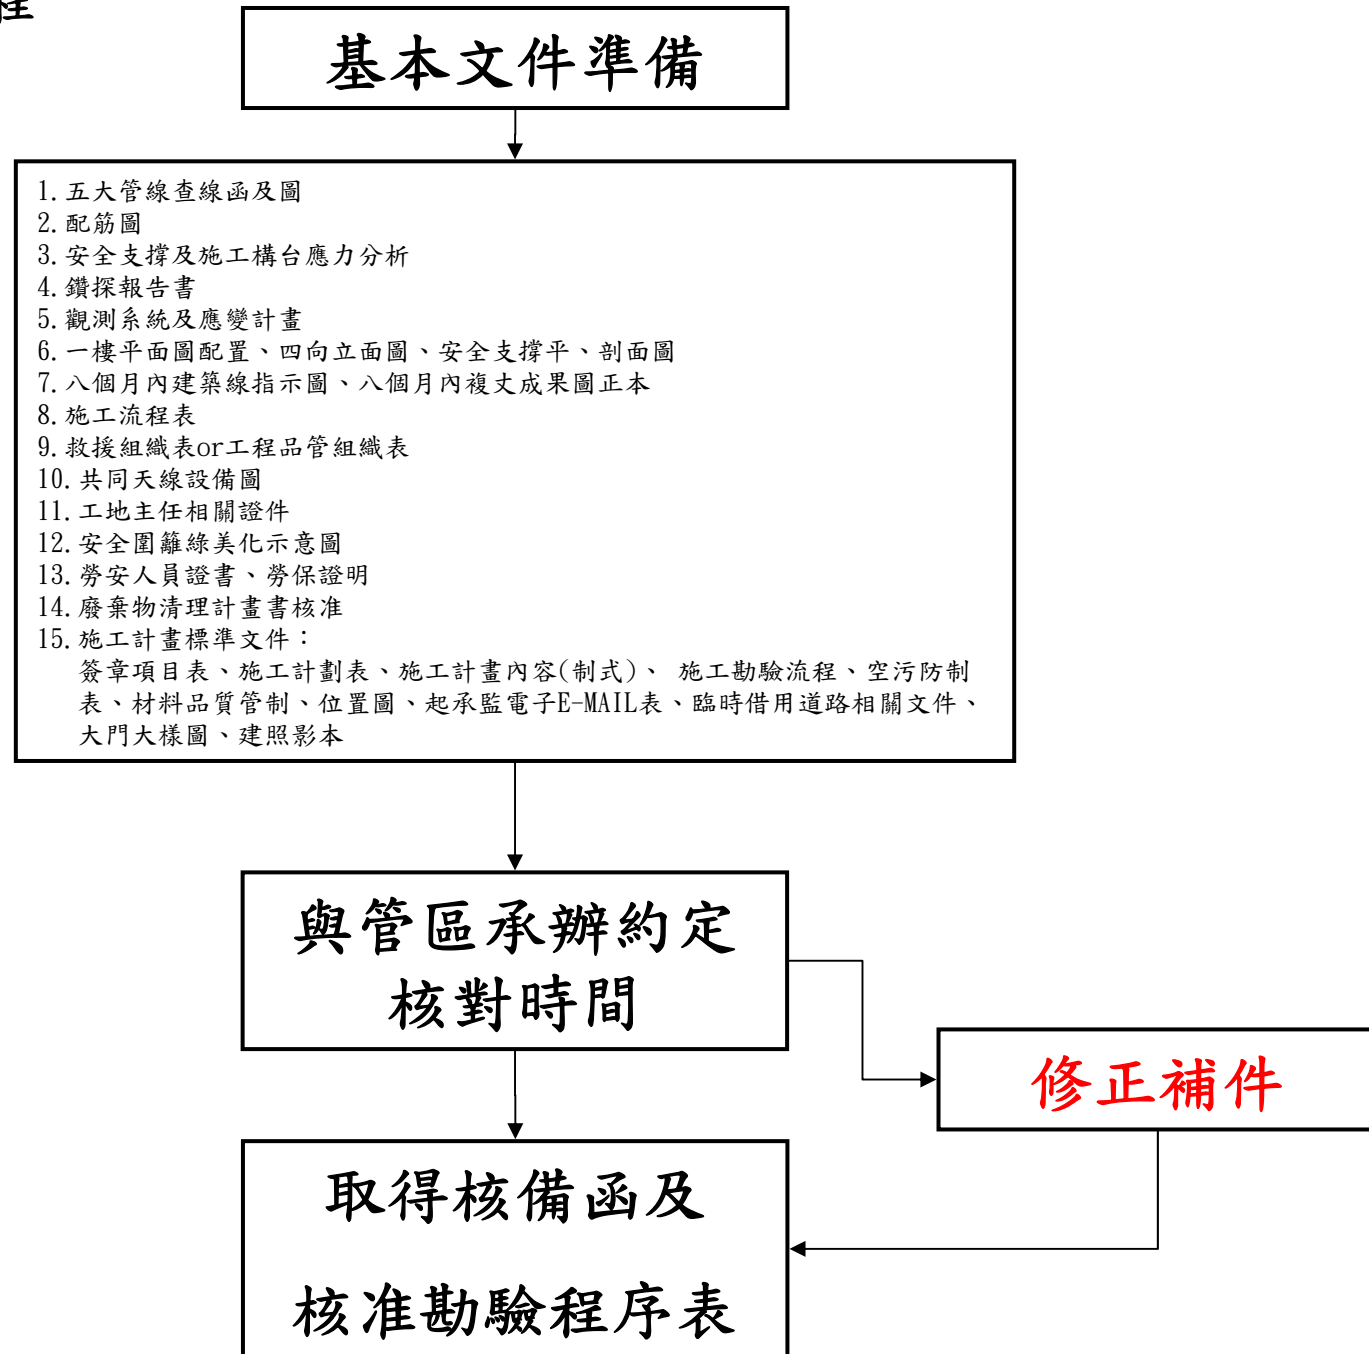 程
基本文件準備
1.五大管線查線函及圖
2.配筋圖
3.安全支撐及施工構台應力分析
4.鑽探報告書
5.觀測系統及應變計畫
6.一樓平面圖配置、四向立面圖、安全支撐平、剖面圖
7.八個月內建築線指示圖、八個月內複丈成果圖正本
8.施工流程表
9.救援組織表or工程品管組織表
10.共同天線設備圖
11.工地主任相關證件
12.安全圍籬綠美化示意圖
13.勞安人員證書、勞保證明
14.廢棄物清理計畫書核准
15.施工計畫標準文件：
簽章項目表、施工計劃表、施工計畫內容(制式)、 施工勘驗流程、空污防制
表、材料品質管制、位置圖、起承監電子E-MAIL表、臨時借用道路相關文件、
大門大樣圖、建照影本
與管區承辦約定
核對時間
修正補件
取得核備函及
核准勘驗程序表